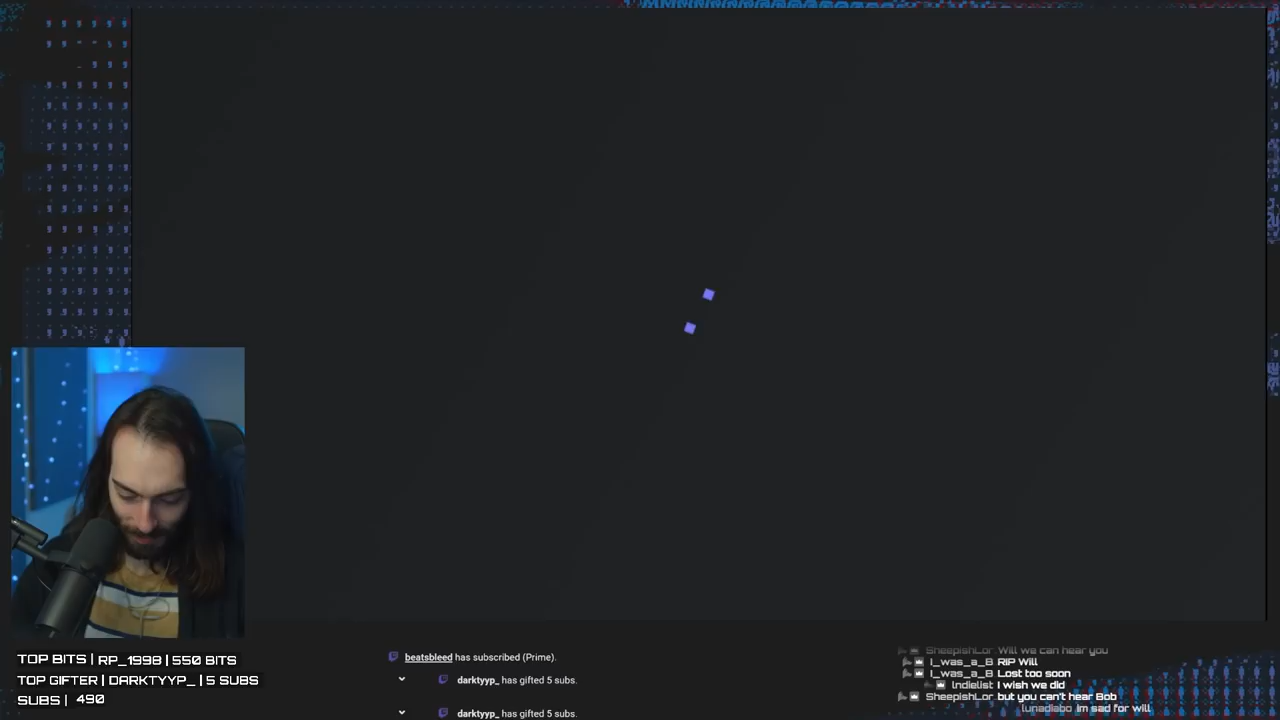 TOP BITS | RP_1998 | 550 BITS
TOP GIFTER | DARKTYYP_ | 5 SUBS
SUBS | 490
beatsbleed has subscribed (Prime).
darktyyp_ has gifted 5 subs.
darktyyp_ has gifted 5 subs.
SheepishLor Will we can hear you
I_was_a_B RIP Will
I_was_a_B Lost too soon
Indielist I wish we did
SheepishLor but you can't hear Bob
lunadiabo Im sad for will